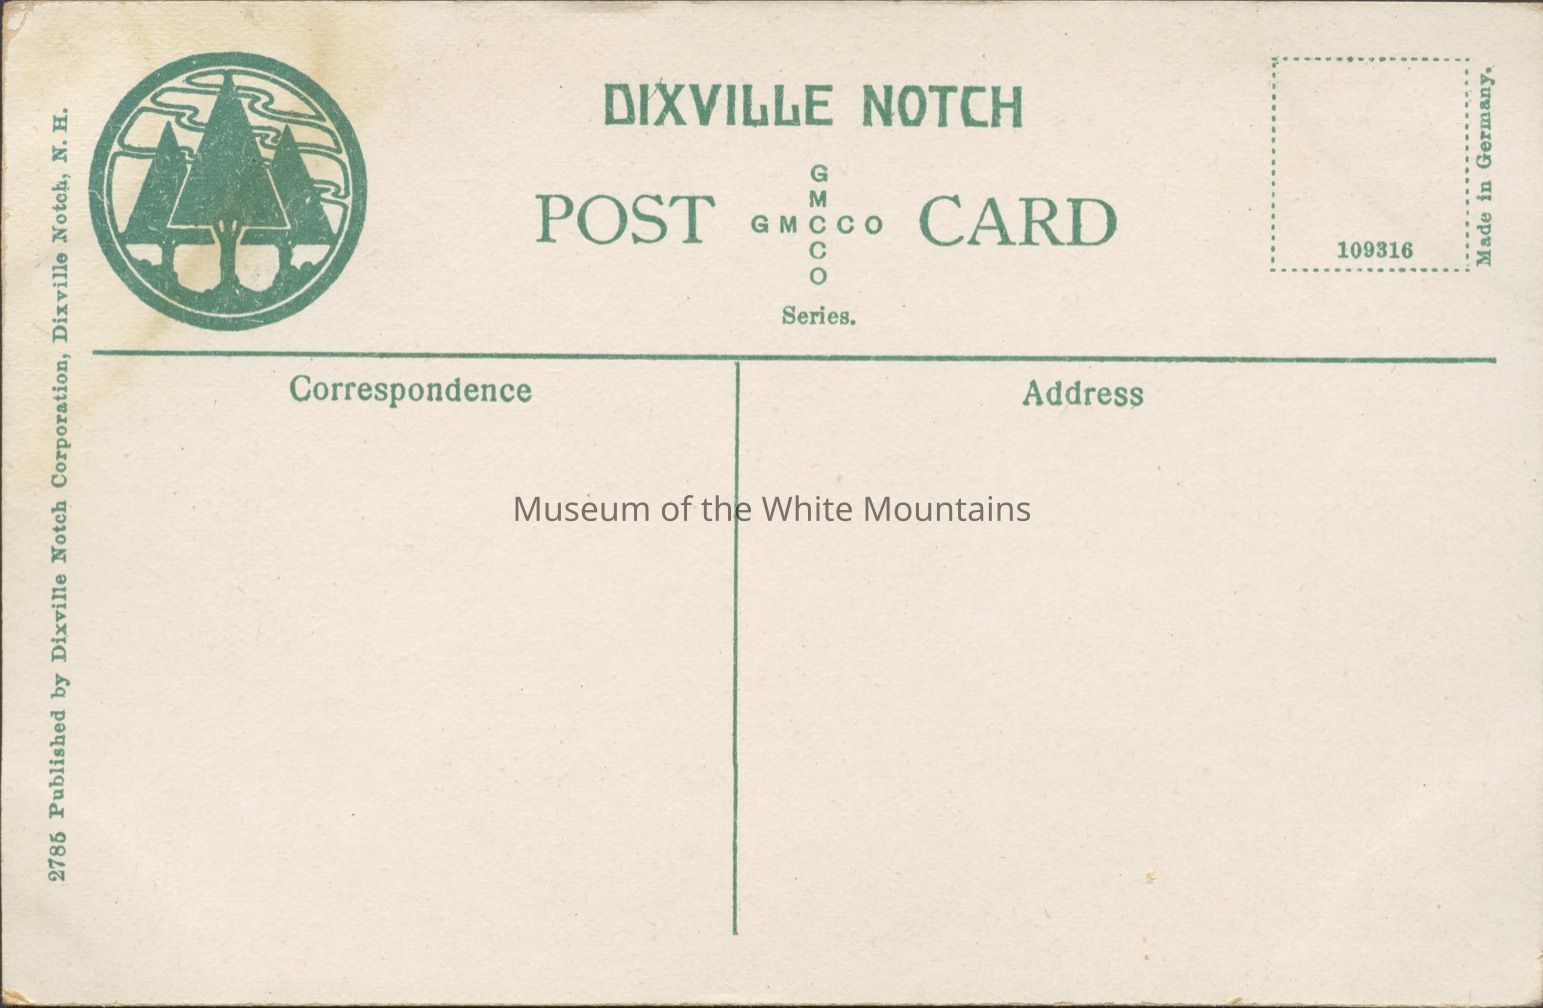 DIXVILLE NOTCH
POST GMCCO CARD
G
M
C
C
O
Series.
109316
Made in Germany.
Correspondence
Address
2785 Published by Dixville Notch Corporation, Dixville Notch, N. H.
Museum of the White Mountains